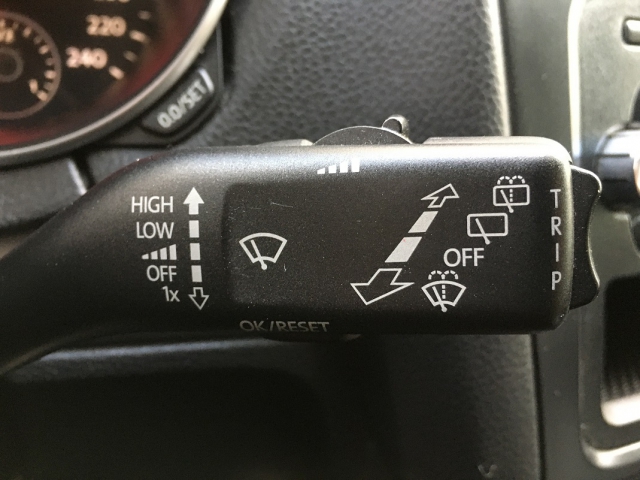 220
240
0.0/SET
HIGH
LOW
OFF
1x
OFF
TRIP
OK/RESET